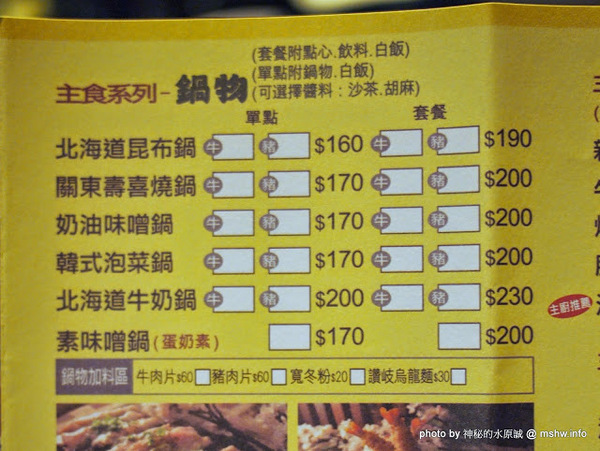 (套餐附點心.飲料.白飯)
(單點附鍋物.白飯)
主食系列-鍋物(可選擇醬料：沙茶.胡麻)
單點 套餐
北海道昆布鍋 牛 豬 $160 牛 豬 $190
關東壽喜燒鍋 牛 豬 $170 牛 豬 $200
奶油味噌鍋 牛 豬 $170 牛 豬 $200
韓式泡菜鍋 牛 豬 $170 牛 豬 $200
北海道牛奶鍋 牛 豬 $200 牛 豬 $230
素味噌鍋(蛋奶素) $170 $200
鍋物加料區 牛肉片$60 豬肉片$60 寬冬粉$20 讚岐烏龍麵$30
主廚推薦
photo by 神秘的水原誠 @ mshw.info